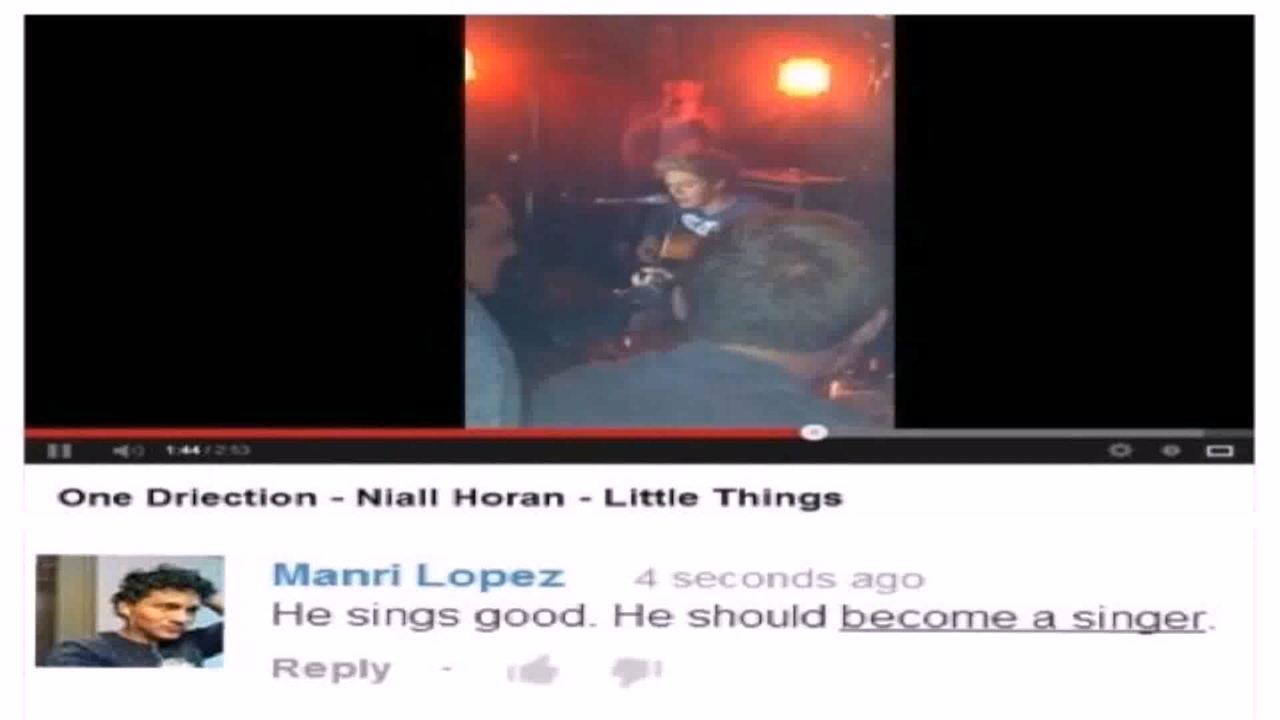 1:44 / 2:53
One Driection - Niall Horan - Little Things
Manri Lopez 4 seconds ago
He sings good. He should become a singer.
Reply -